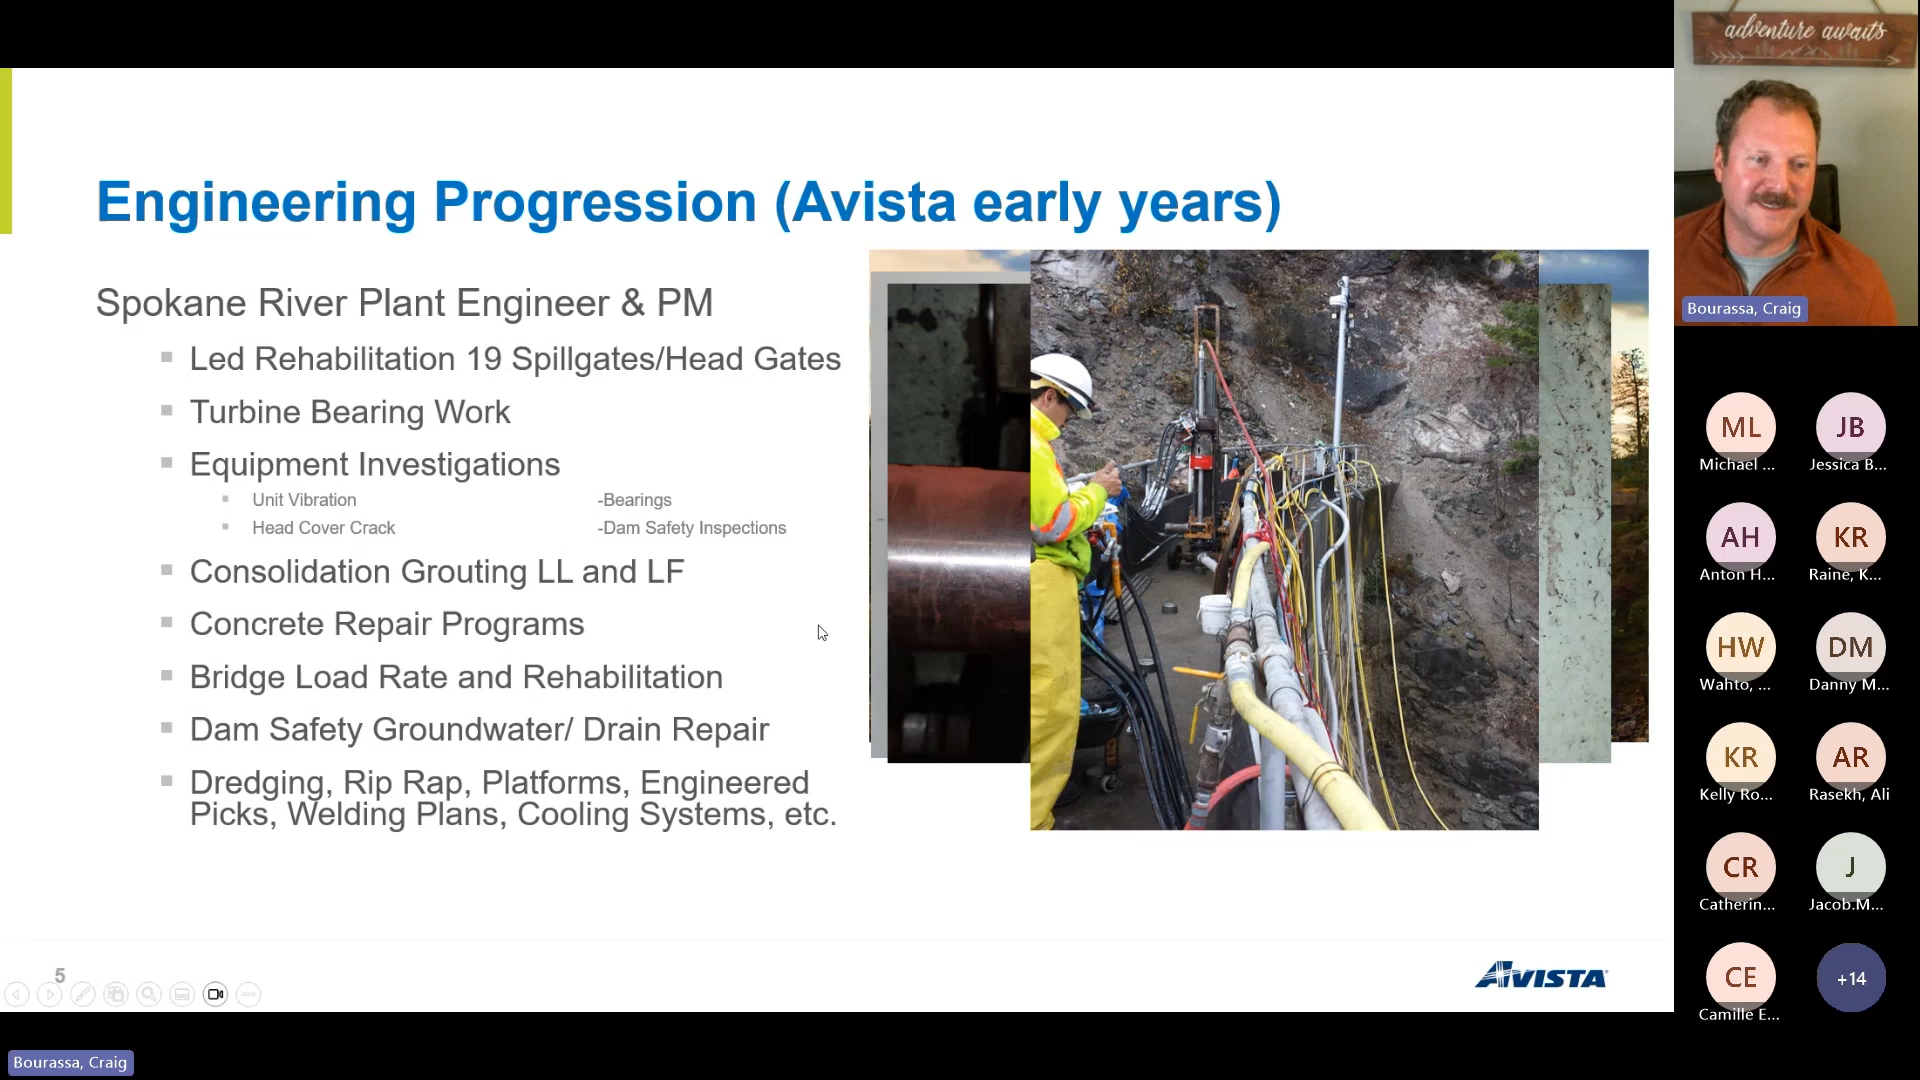 adventure awaits
Engineering Progression (Avista early years)
Spokane River Plant Engineer & PM
Led Rehabilitation 19 Spillgates/Head Gates
Turbine Bearing Work
Equipment Investigations
Unit Vibration -Bearings
Head Cover Crack -Dam Safety Inspections
Consolidation Grouting LL and LF
Concrete Repair Programs
Bridge Load Rate and Rehabilitation
Dam Safety Groundwater/ Drain Repair
Dredging, Rip Rap, Platforms, Engineered
Picks, Welding Plans, Cooling Systems, etc.
5
AVISTA
Bourassa, Craig
ML JB
Michael ... Jessica B...
AH KR
Anton H... Raine, K...
HW DM
Wahto, ... Danny M...
KR AR
Kelly Ro... Rasekh, Ali
CR J
Catherin... Jacob.M...
CE +14
Camille E...
Bourassa, Craig